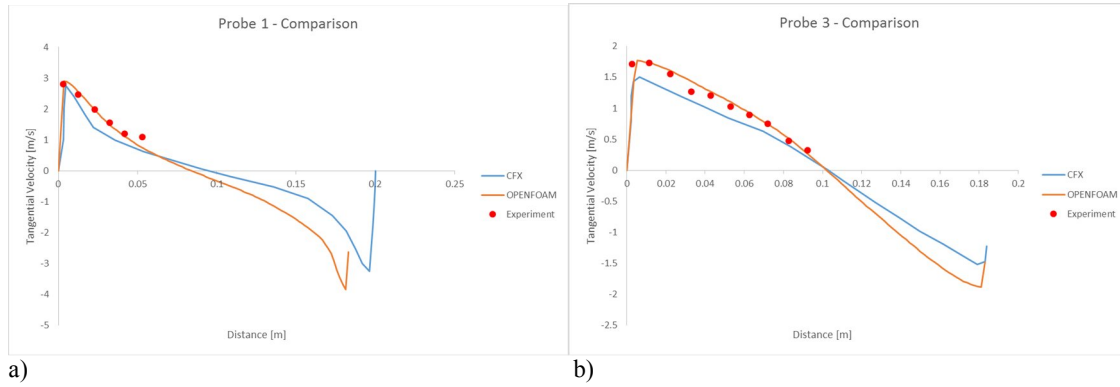 Probe 1 - Comparison
4
3
2
1
0
-1
-2
-3
-4
-5
0
0.05
0.1
0.15
0.2
0.25
Tangential Velocity [m/s]
Distance [m]
CFX
OPENFOAM
Experiment
a)
Probe 3 - Comparison
2
1.5
1
0.5
0
-0.5
-1
-1.5
-2
-2.5
0
0.02
0.04
0.06
0.08
0.1
0.12
0.14
0.16
0.18
0.2
Tangential Velocity [m/s]
Distance [m]
CFX
OPENFOAM
Experiment
b)